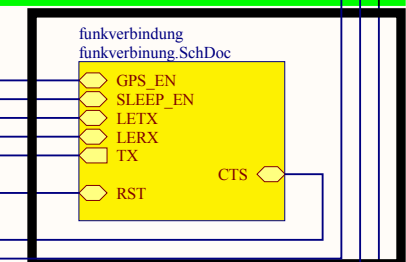 funkverbindung
funkverbinung.SchDoc
GPS_EN
SLEEP_EN
LETX
LERX
TX
CTS
RST